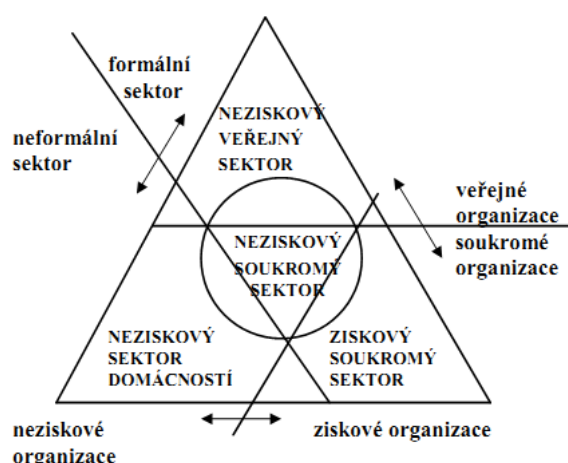 formální
sektor
neformální
sektor
NEZISKOVÝ
VEŘEJNÝ
SEKTOR
veřejné
organizace
soukromé
organizace
NEZISKOVÝ
SOUKROMÝ
SEKTOR
NEZISKOVÝ
SEKTOR
DOMÁCNOSTÍ
ZISKOVÝ
SOUKROMÝ
SEKTOR
neziskové
organizace
ziskové organizace